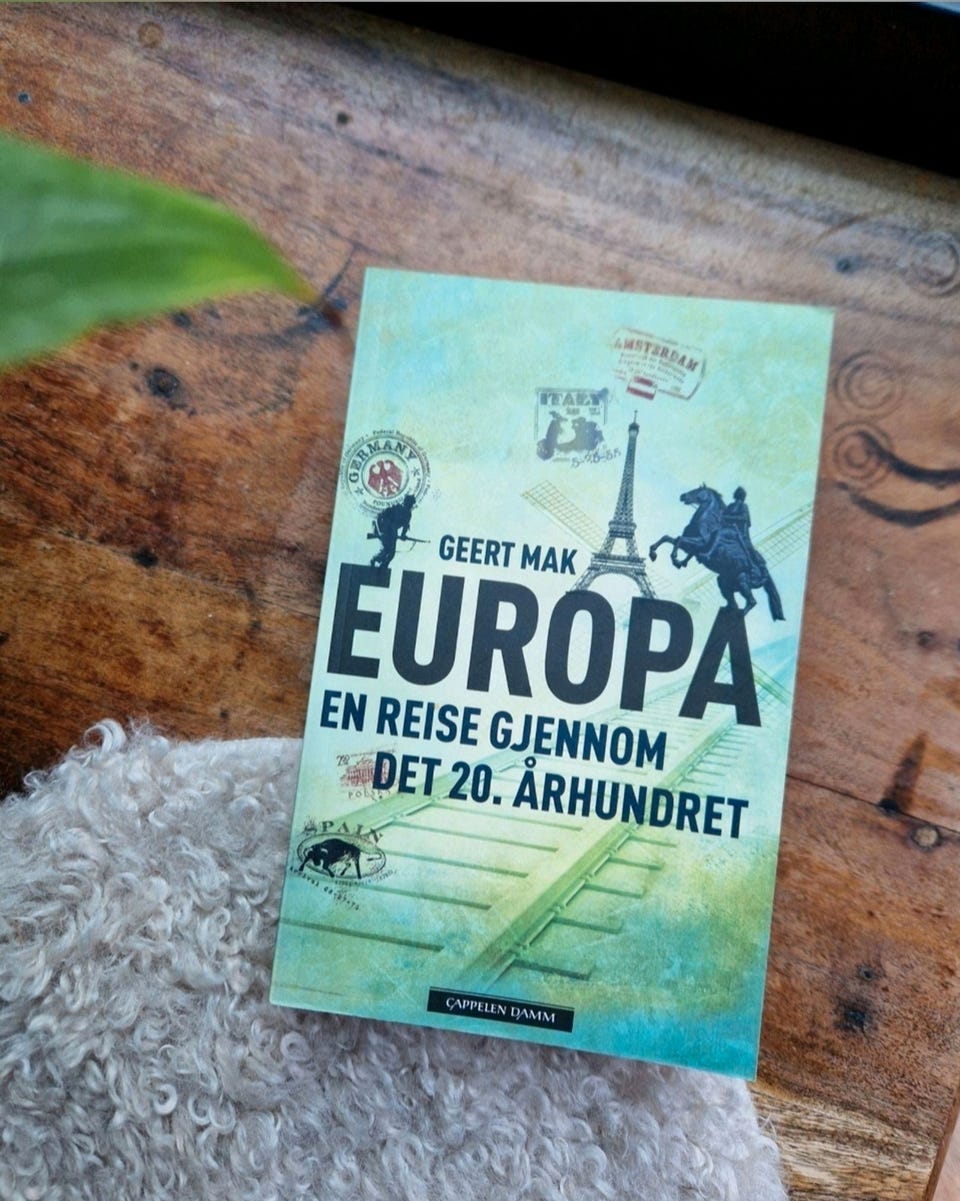 AMSTERDAM
ITALY
GERMANY
GEERT MAK
EUROPA
EN REISE GJENNOM
DET 20. ÅRHUNDRET
SPAIN
CAPPELEN DAMM